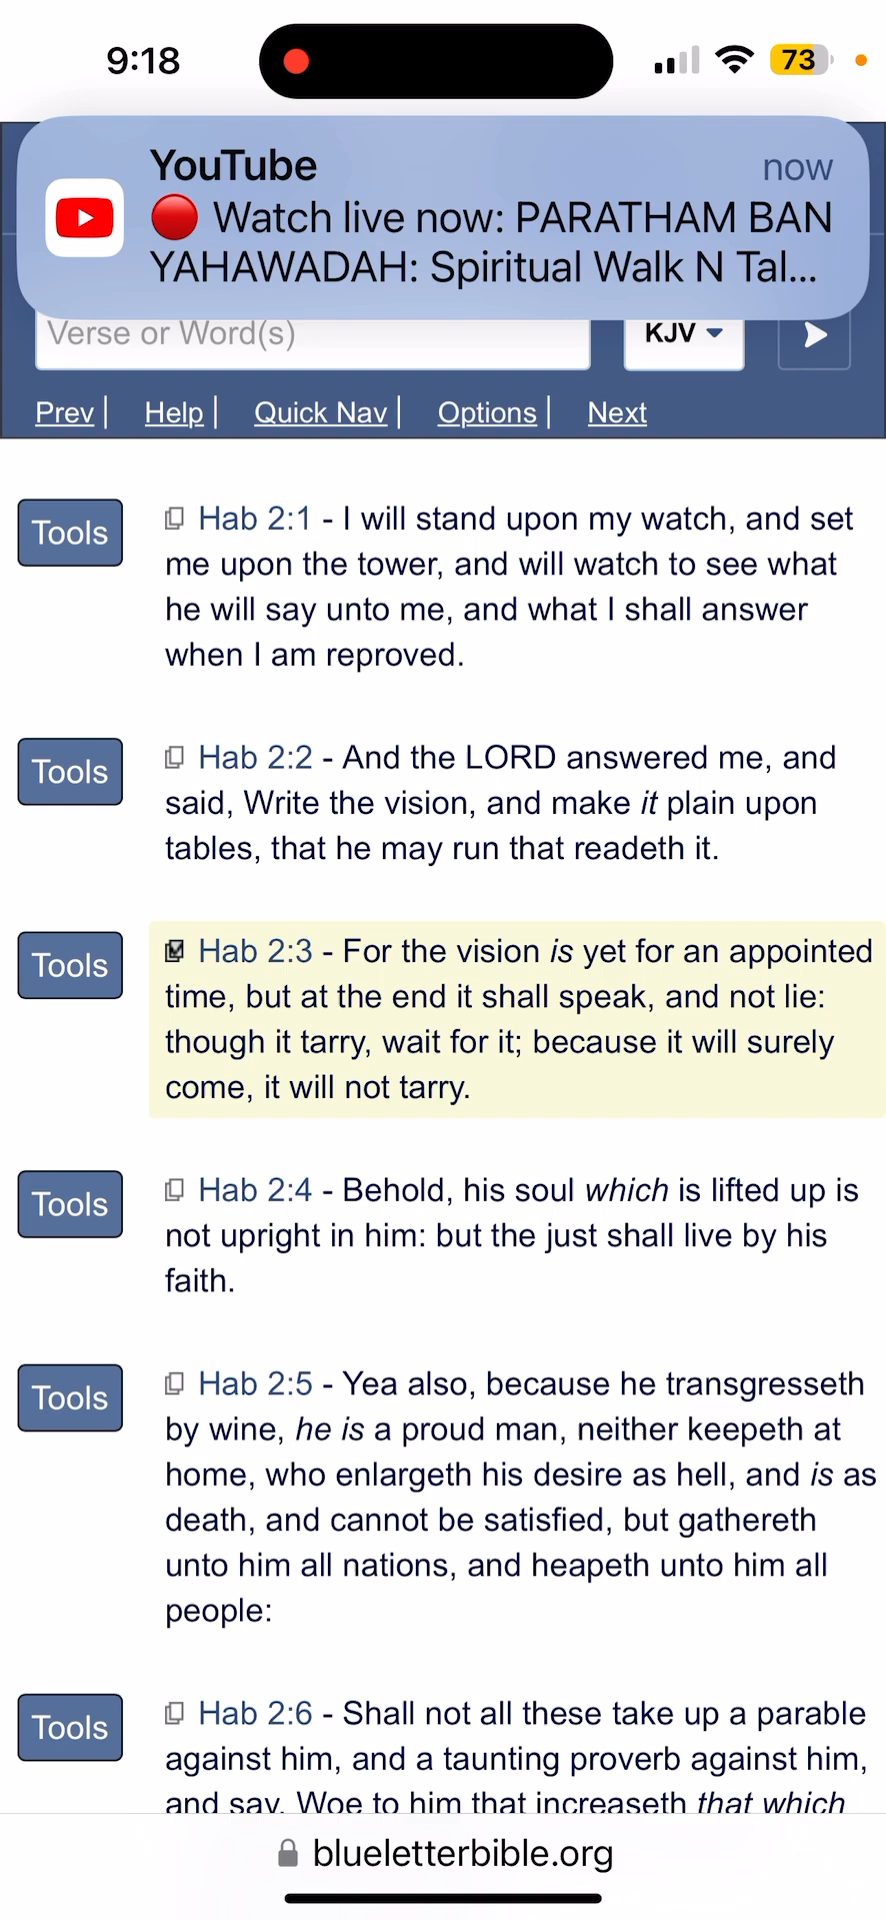 9:18
73
YouTube
now
Watch live now: PARATHAM BAN
YAHAWADAH: Spiritual Walk N Tal...
Verse or Word(s)
KJV
Prev | Help | Quick Nav | Options | Next
Tools
Hab 2:1 - I will stand upon my watch, and set
me upon the tower, and will watch to see what
he will say unto me, and what I shall answer
when I am reproved.
Tools
Hab 2:2 - And the LORD answered me, and
said, Write the vision, and make it plain upon
tables, that he may run that readeth it.
Tools
Hab 2:3 - For the vision is yet for an appointed
time, but at the end it shall speak, and not lie:
though it tarry, wait for it; because it will surely
come, it will not tarry.
Tools
Hab 2:4 - Behold, his soul which is lifted up is
not upright in him: but the just shall live by his
faith.
Tools
Hab 2:5 - Yea also, because he transgresseth
by wine, he is a proud man, neither keepeth at
home, who enlargeth his desire as hell, and is as
death, and cannot be satisfied, but gathereth
unto him all nations, and heapeth unto him all
people:
Tools
Hab 2:6 - Shall not all these take up a parable
against him, and a taunting proverb against him,
and say, Woe to him that increaseth that which
blueletterbible.org